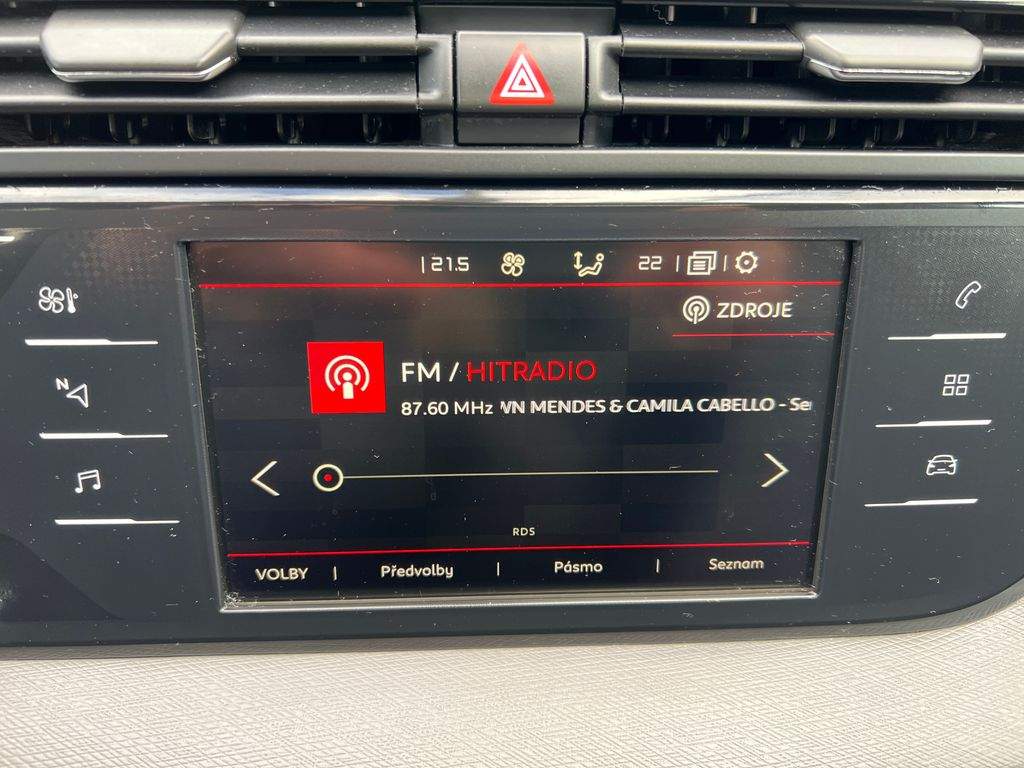 21.5 22
ZDROJE
FM / HITRADIO
87.60 MHz WN MENDES & CAMILA CABELLO - Se
N
RDS
VOLBY | Předvolby | Pásmo | Seznam